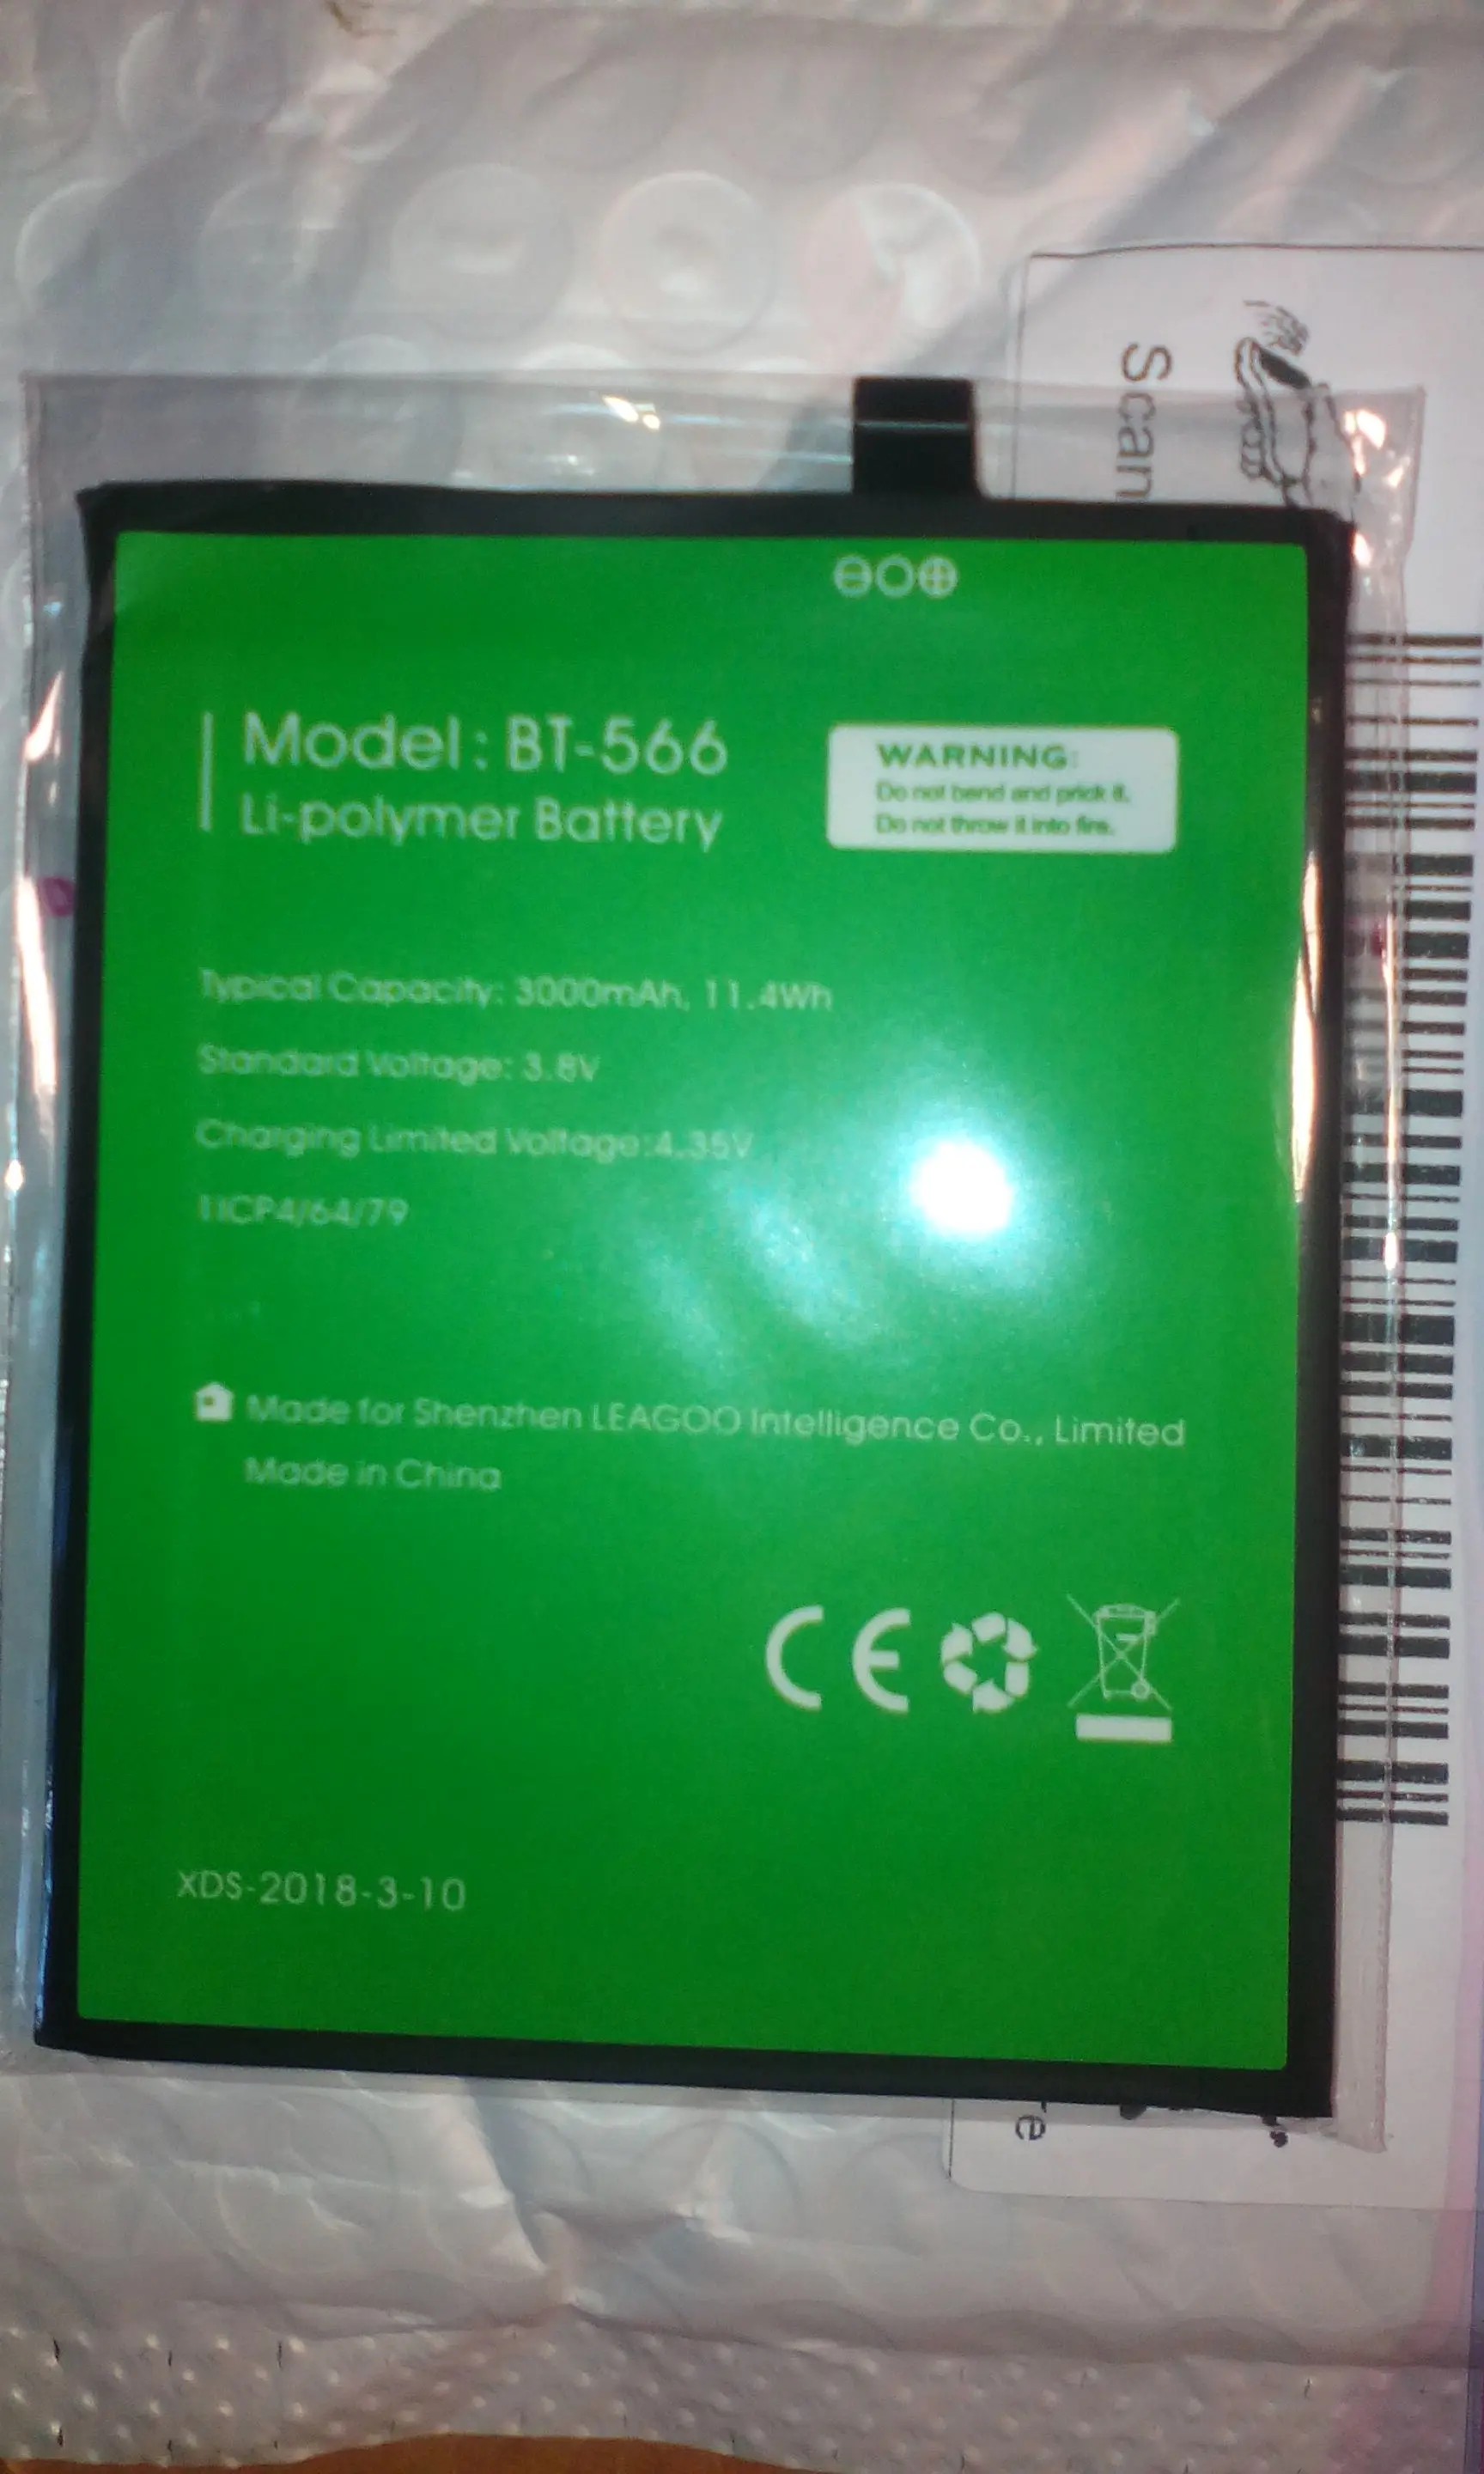 Scan
Model: BT-566
Li-polymer Battery
WARNING:
Do not bend and prick it.
Do not throw it into fire.
Typical Capacity: 3000mAh, 11.4Wh
Standard Voltage: 3.8V
Charging Limited Voltage:4.35V
1ICP4/64/79
Made for Shenzhen LEAGOO Intelligence Co., Limited
Made in China
CE
XDS-2018-3-10